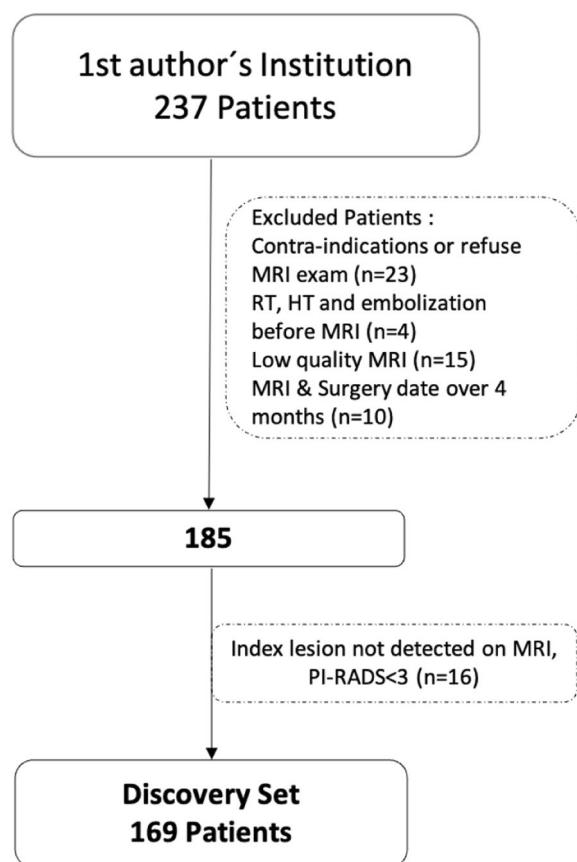 1st author´s Institution
237 Patients
Excluded Patients :
Contra-indications or refuse
MRI exam (n=23)
RT, HT and embolization
before MRI (n=4)
Low quality MRI (n=15)
MRI & Surgery date over 4
months (n=10)
185
Index lesion not detected on MRI,
PI-RADS<3 (n=16)
Discovery Set
169 Patients